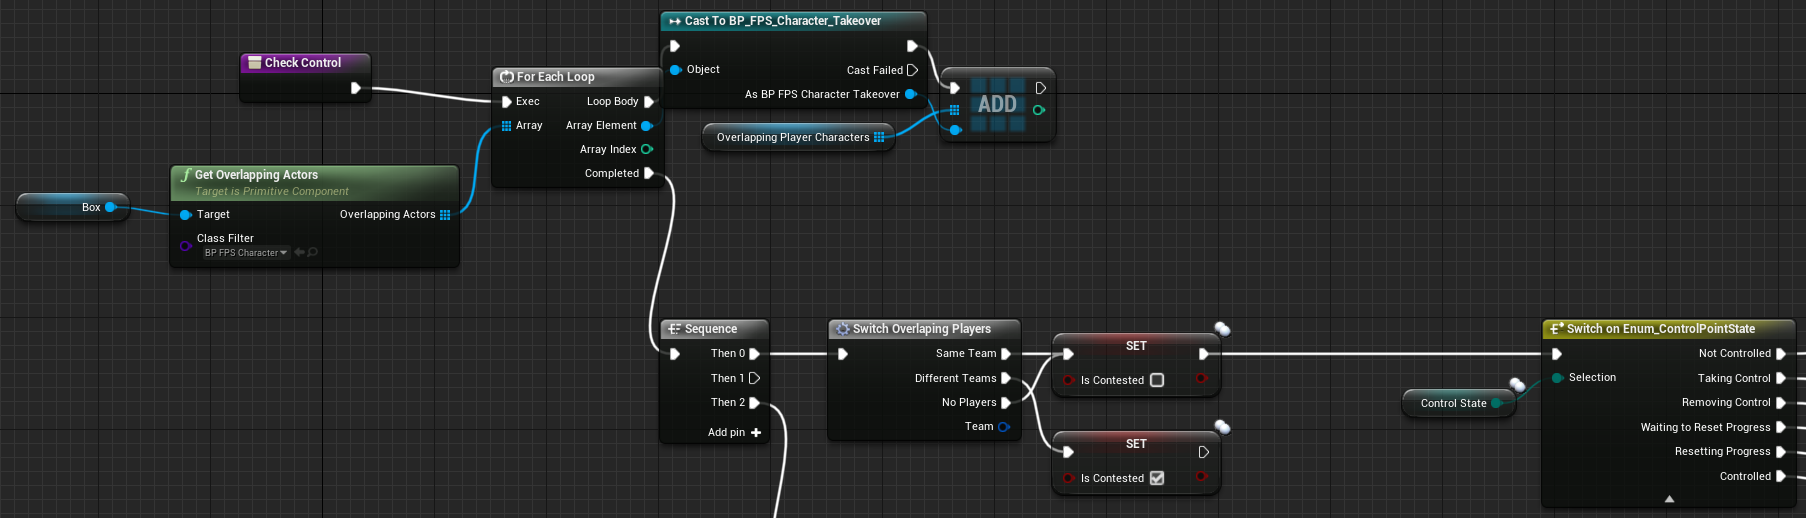 Cast To BP_FPS_Character_Takeover
Object
Cast Failed
As BP FPS Character Takeover
Check Control
For Each Loop
Exec
Loop Body
Array
Array Element
Array Index
Completed
ADD
Overlapping Player Characters
Get Overlapping Actors
Target is Primitive Component
Target
Overlapping Actors
Class Filter
BP FPS Character
Box
Sequence
Then 0
Then 1
Then 2
Add pin
Switch Overlaping Players
Same Team
Different Teams
No Players
Team
SET
Is Contested
SET
Is Contested
Control State
Switch on Enum_ControlPointState
Selection
Not Controlled
Taking Control
Removing Control
Waiting to Reset Progress
Resetting Progress
Controlled